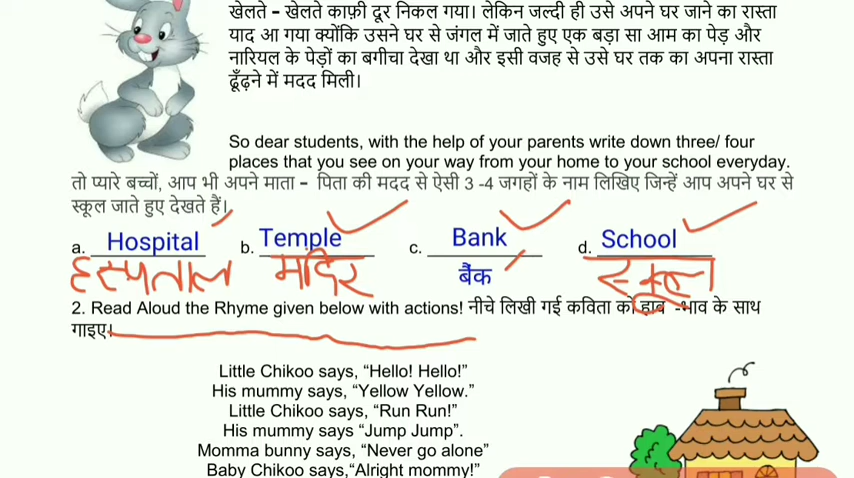 खेलते - खेलते काफ़ी दूर निकल गया। लेकिन जल्दी ही उसे अपने घर जाने का रास्ता
याद आ गया क्योंकि उसने घर से जंगल में जाते हुए एक बड़ा सा आम का पेड़ और
नारियल के पेड़ों का बगीचा देखा था और इसी वजह से उसे घर तक का अपना रास्ता
ढूँढ़ने में मदद मिली।
So dear students, with the help of your parents write down three/ four
places that you see on your way from your home to your school everyday.
तो प्यारे बच्चों, आप भी अपने माता - पिता की मदद से ऐसी 3 -4 जगहों के नाम लिखिए जिन्हें आप अपने घर से
स्कूल जाते हुए देखते हैं।
a. Hospital b. Temple c. Bank d. School
हस्पताल मंदिर बैंक स्कूल
2. Read Aloud the Rhyme given below with actions! नीचे लिखी गई कविता को हाव -भाव के साथ
गाइए।
Little Chikoo says, “Hello! Hello!”
His mummy says, “Yellow Yellow.”
Little Chikoo says, “Run Run!”
His mummy says “Jump Jump”.
Momma bunny says, “Never go alone”
Baby Chikoo says,“Alright mommy!”